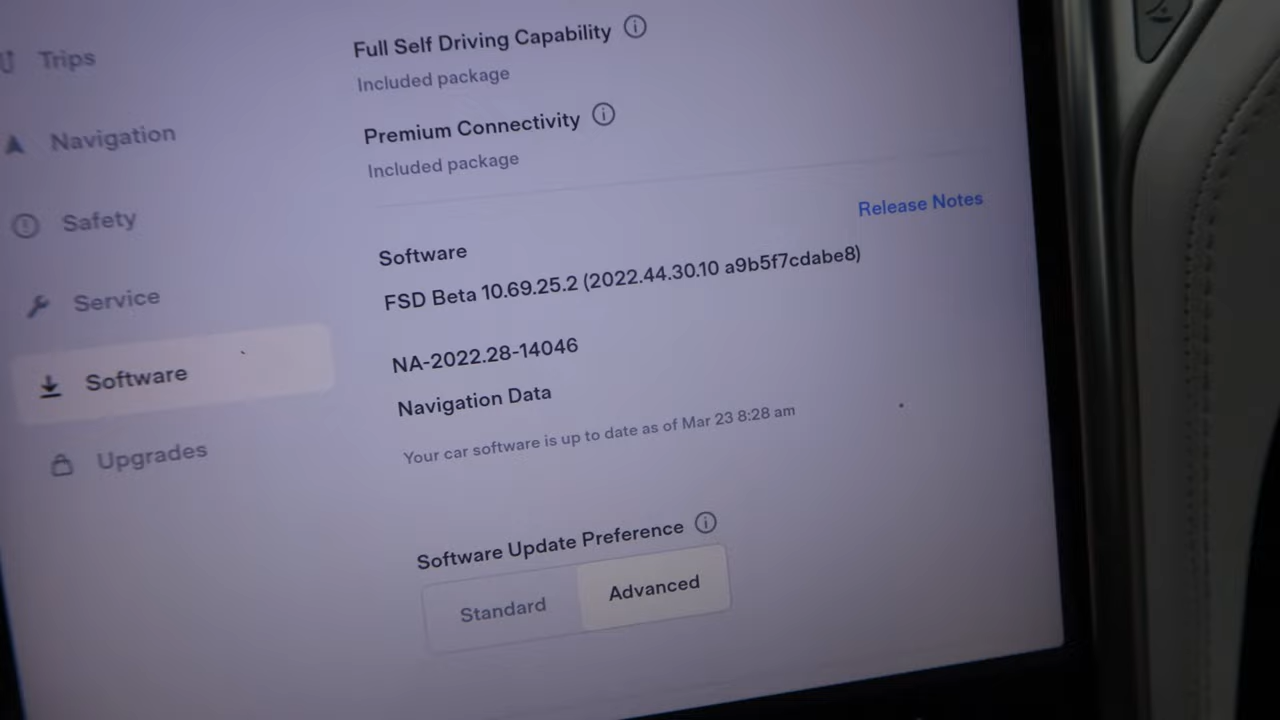 Trips
Navigation
Safety
Service
Software
Upgrades
Full Self Driving Capability
Included package
Premium Connectivity
Included package
Release Notes
Software
FSD Beta 10.69.25.2 (2022.44.30.10 a9b5f7cdabe8)
NA-2022.28-14046
Navigation Data
Your car software is up to date as of Mar 23 8:28 am
Software Update Preference
Standard
Advanced